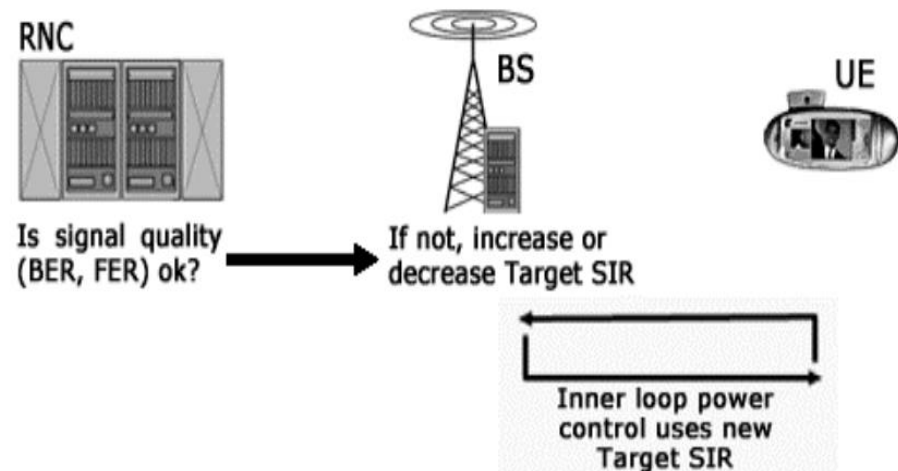 RNC
BS
UE
Is signal quality
(BER, FER) ok?
If not, increase or
decrease Target SIR
Inner loop power
control uses new
Target SIR